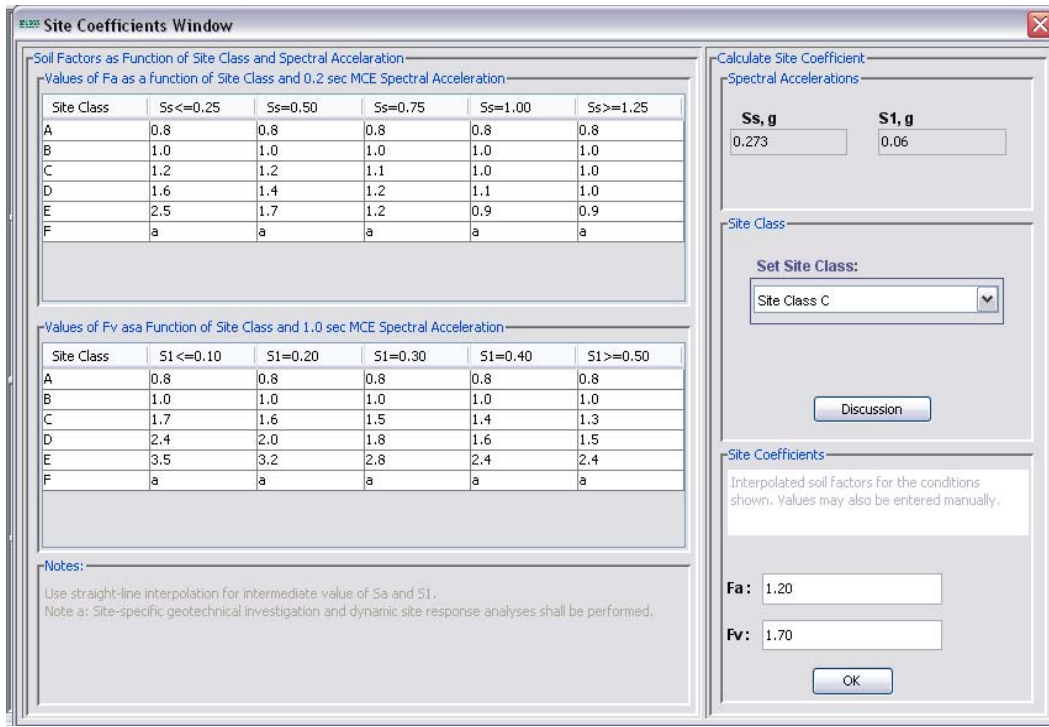 Site Coefficients Window
Soil Factors as Function of Site Class and Spectral Accelaration
Values of Fa as a function of Site Class and 0.2 sec MCE Spectral Acceleration
Site Class Ss<=0.25 Ss=0.50 Ss=0.75 Ss=1.00 Ss>=1.25
A 0.8 0.8 0.8 0.8 0.8
B 1.0 1.0 1.0 1.0 1.0
C 1.2 1.2 1.1 1.0 1.0
D 1.6 1.4 1.2 1.1 1.0
E 2.5 1.7 1.2 0.9 0.9
F a a a a a
Values of Fv asa Function of Site Class and 1.0 sec MCE Spectral Acceleration
Site Class S1<=0.10 S1=0.20 S1=0.30 S1=0.40 S1>=0.50
A 0.8 0.8 0.8 0.8 0.8
B 1.0 1.0 1.0 1.0 1.0
C 1.7 1.6 1.5 1.4 1.3
D 2.4 2.0 1.8 1.6 1.5
E 3.5 3.2 2.8 2.4 2.4
F a a a a a
Notes:
Use straight-line interpolation for intermediate value of Sa and S1.
Note a: Site-specific geotechnical investigation and dynamic site response analyses shall be performed.
Calculate Site Coefficient
Spectral Accelerations
Ss, g S1, g
0.273 0.06
Site Class
Set Site Class:
Site Class C
Discussion
Site Coefficients
Interpolated soil factors for the conditions
shown. Values may also be entered manually.
Fa: 1.20
Fv: 1.70
OK